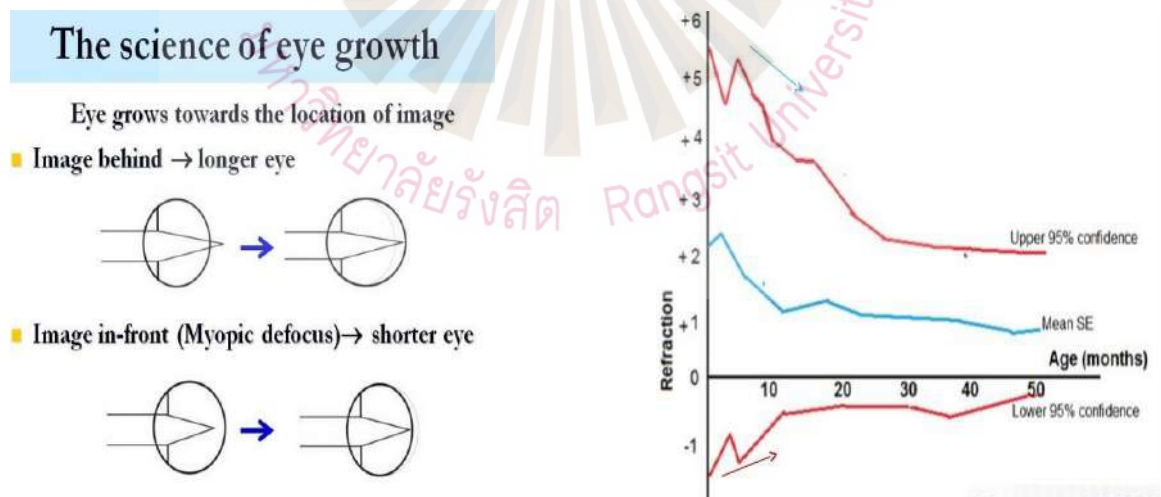 The science of eye growth
Eye grows towards the location of image
Image behind → longer eye
Image in-front (Myopic defocus)→ shorter eye
มหาวิทยาลัยรังสิต Rangsit Universit
+6
+5
+4
+3
+2
+1
0
-1
Refraction
Upper 95% confidence
Mean SE
Age (months)
10 20 30 40 50
Lower 95% confidence